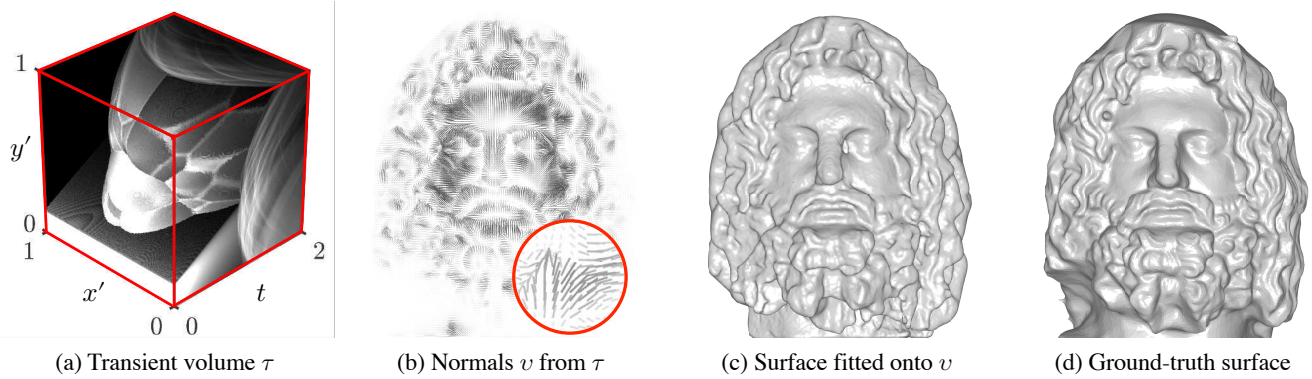 1
y′
0
1
x′
0
0
t
2
(a) Transient volume τ
(b) Normals v from τ
(c) Surface fitted onto v
(d) Ground-truth surface